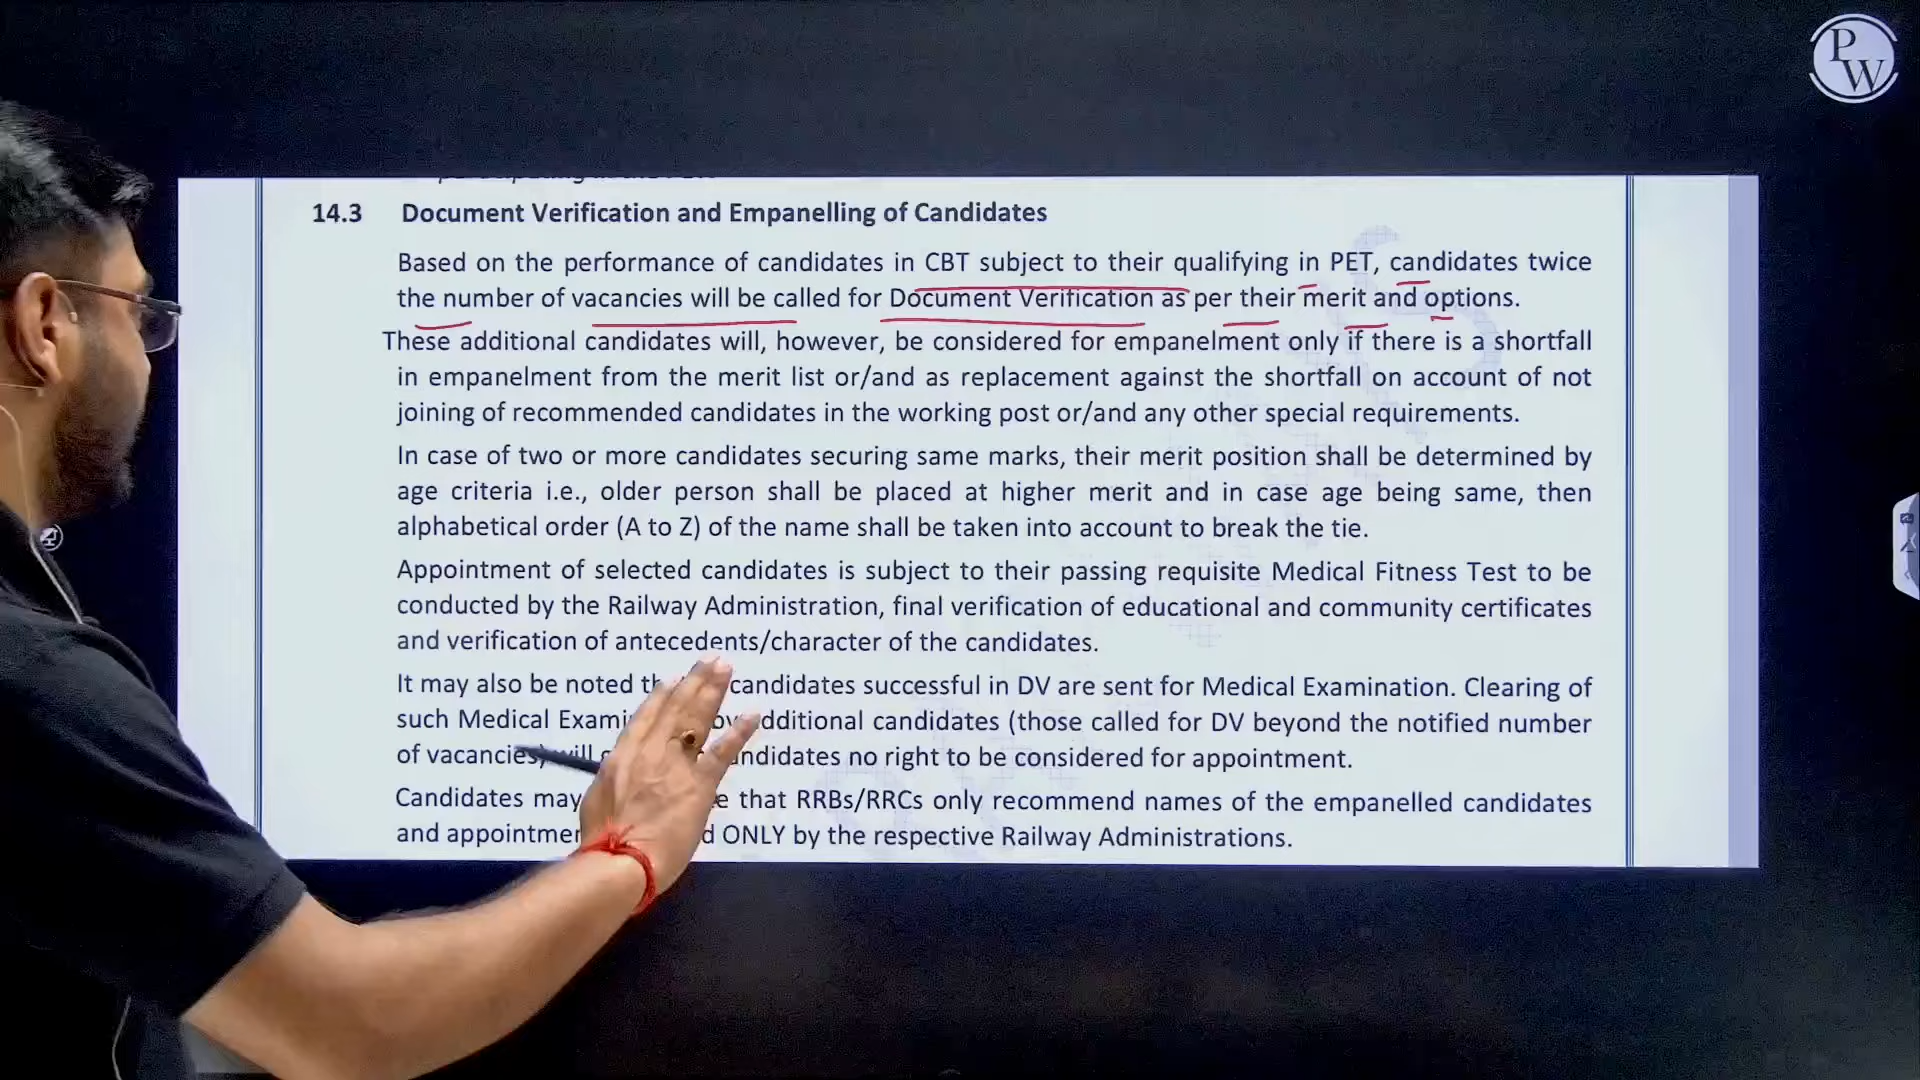 PW
14.3 Document Verification and Empanelling of Candidates
Based on the performance of candidates in CBT subject to their qualifying in PET, candidates twice
the number of vacancies will be called for Document Verification as per their merit and options.
These additional candidates will, however, be considered for empanelment only if there is a shortfall
in empanelment from the merit list or/and as replacement against the shortfall on account of not
joining of recommended candidates in the working post or/and any other special requirements.
In case of two or more candidates securing same marks, their merit position shall be determined by
age criteria i.e., older person shall be placed at higher merit and in case age being same, then
alphabetical order (A to Z) of the name shall be taken into account to break the tie.
Appointment of selected candidates is subject to their passing requisite Medical Fitness Test to be
conducted by the Railway Administration, final verification of educational and community certificates
and verification of antecedents/character of the candidates.
It may also be noted candidates successful in DV are sent for Medical Examination. Clearing of
such Medical additional candidates (those called for DV beyond the notified number
of vacancies) will candidates no right to be considered for appointment.
Candidates may that RRBs/RRCs only recommend names of the empanelled candidates
and ONLY by the respective Railway Administrations.